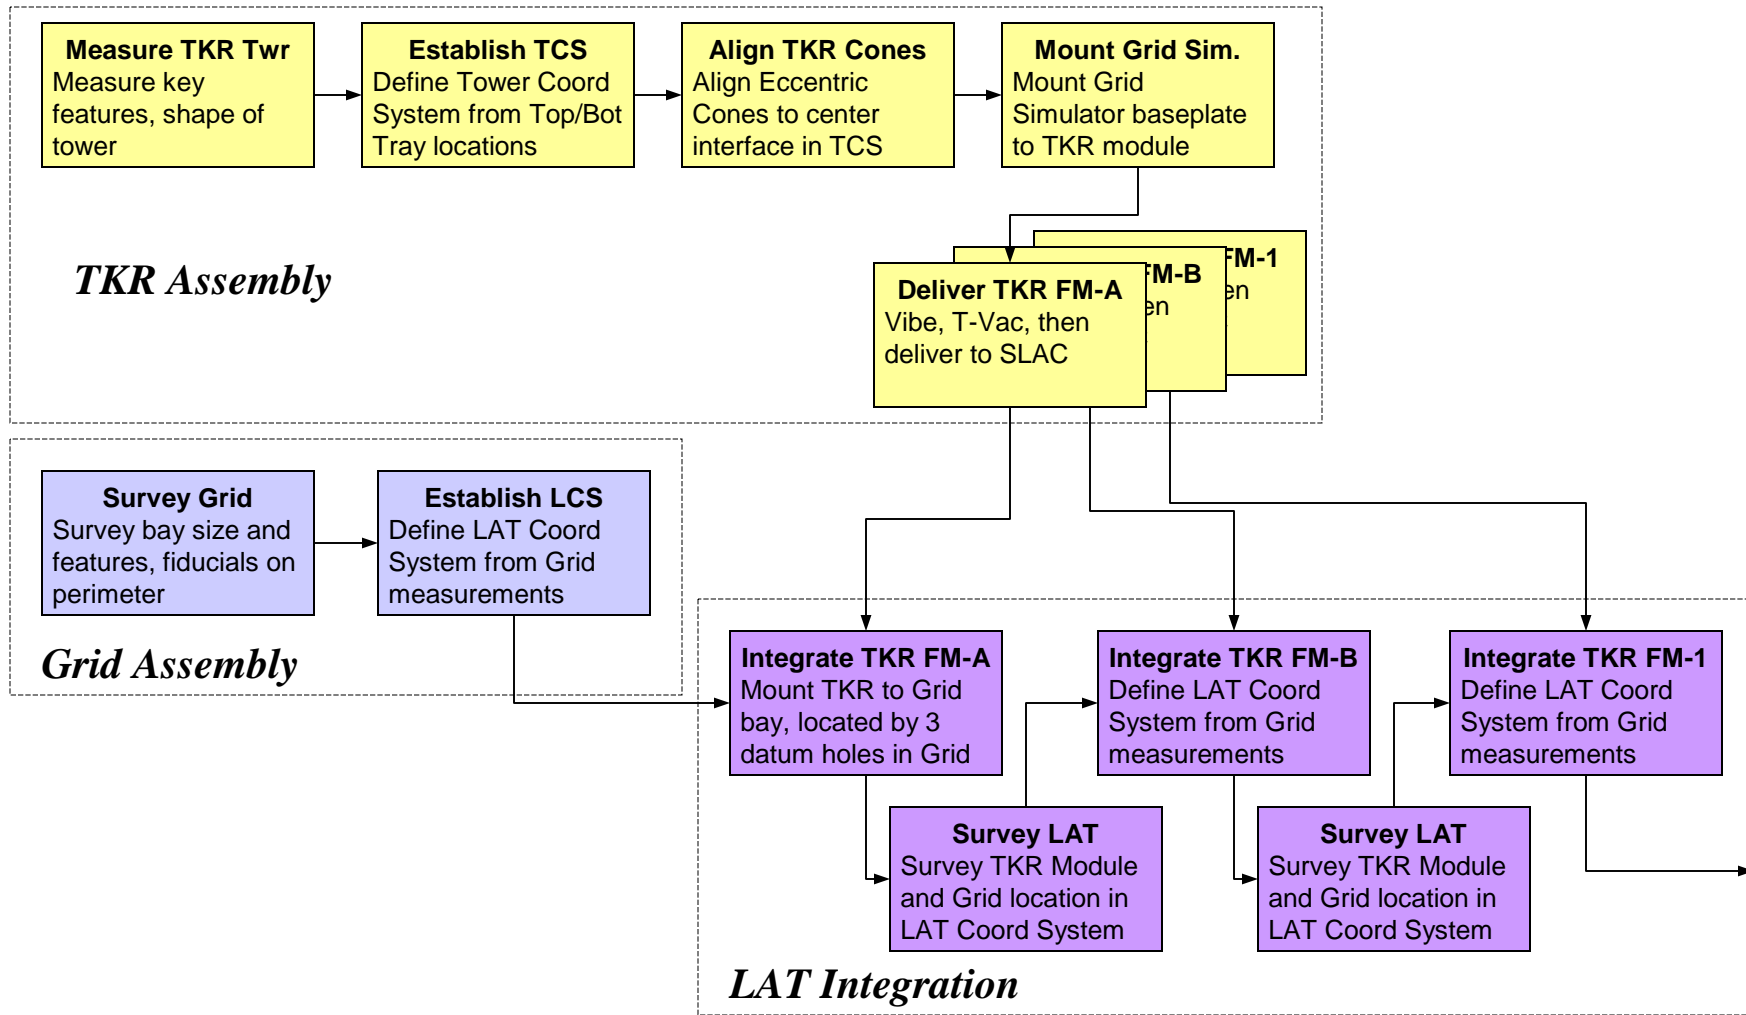 Measure TKR Twr
Measure key
features, shape of
tower
Establish TCS
Define Tower Coord
System from Top/Bot
Tray locations
Align TKR Cones
Align Eccentric
Cones to center
interface in TCS
Mount Grid Sim.
Mount Grid
Simulator baseplate
to TKR module
TKR Assembly
Deliver TKR FM-A
Vibe, T-Vac, then
deliver to SLAC
FM-B
en
FM-1
en
Survey Grid
Survey bay size and
features, fiducials on
perimeter
Establish LCS
Define LAT Coord
System from Grid
measurements
Grid Assembly
Integrate TKR FM-A
Mount TKR to Grid
bay, located by 3
datum holes in Grid
Integrate TKR FM-B
Define LAT Coord
System from Grid
measurements
Integrate TKR FM-1
Define LAT Coord
System from Grid
measurements
Survey LAT
Survey TKR Module
and Grid location in
LAT Coord System
Survey LAT
Survey TKR Module
and Grid location in
LAT Coord System
LAT Integration